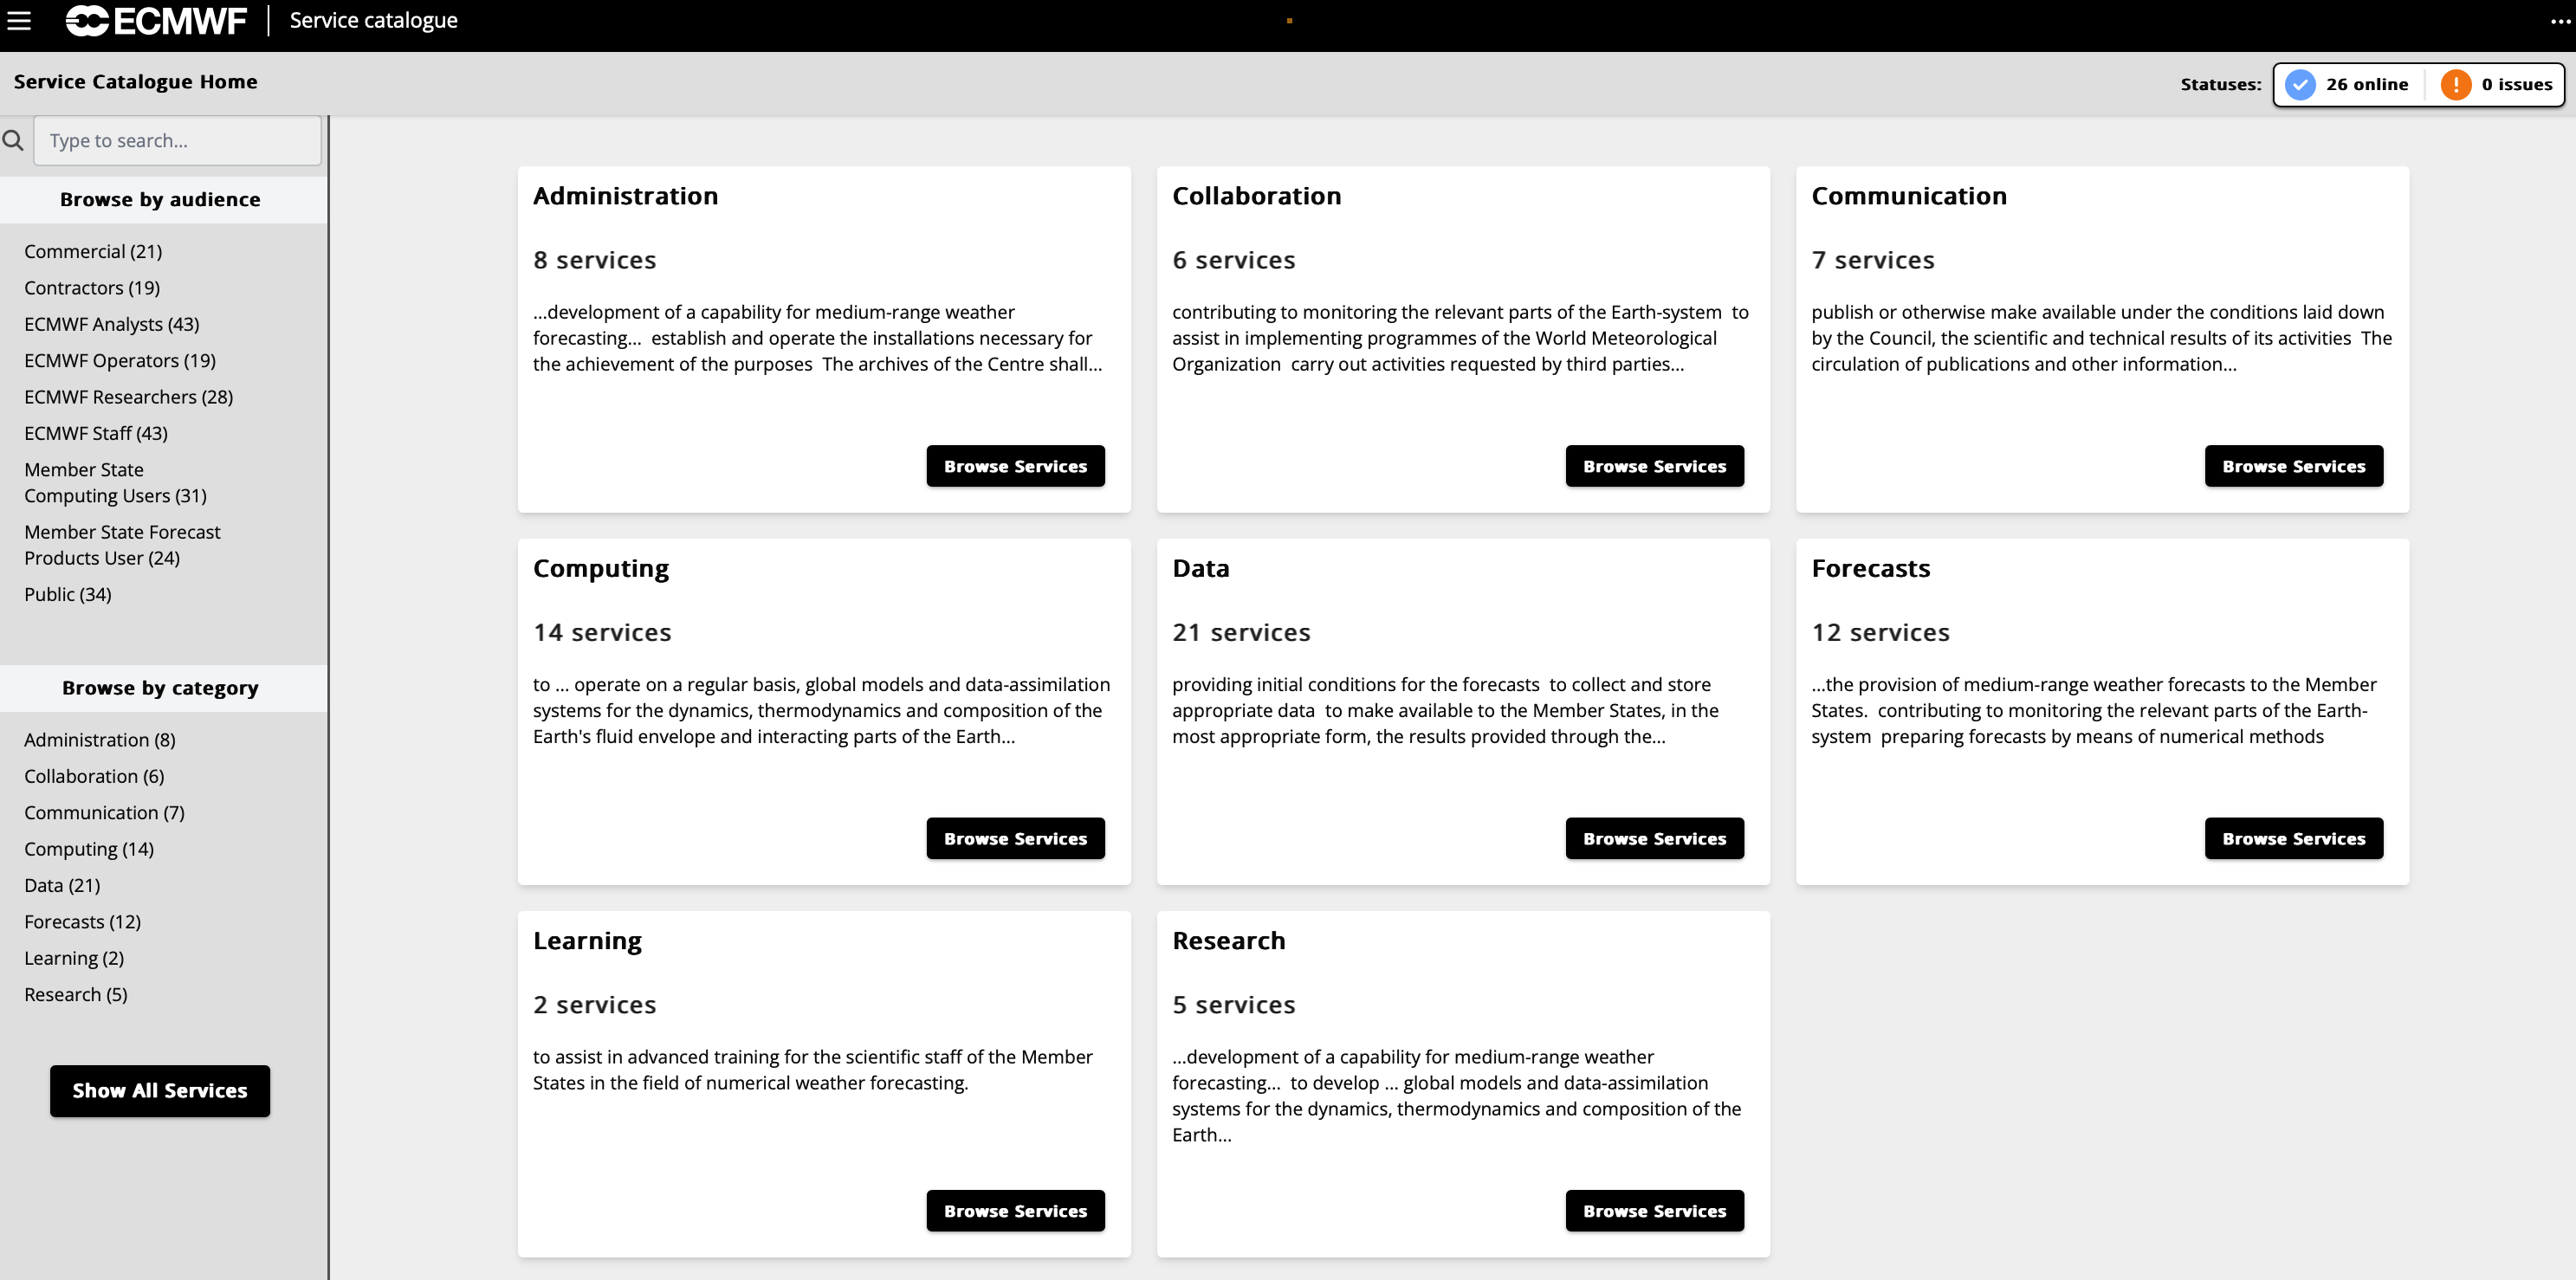 ECMWF
Service catalogue
Service Catalogue Home
Statuses:
26 online
0 issues
Type to search...
Browse by audience
Commercial (21)
Contractors (19)
ECMWF Analysts (43)
ECMWF Operators (19)
ECMWF Researchers (28)
ECMWF Staff (43)
Member State
Computing Users (31)
Member State Forecast
Products User (24)
Public (34)
Browse by category
Administration (8)
Collaboration (6)
Communication (7)
Computing (14)
Data (21)
Forecasts (12)
Learning (2)
Research (5)
Show All Services
Administration
8 services
...development of a capability for medium-range weather
forecasting... establish and operate the installations necessary for
the achievement of the purposes The archives of the Centre shall...
Browse Services
Collaboration
6 services
contributing to monitoring the relevant parts of the Earth-system to
assist in implementing programmes of the World Meteorological
Organization carry out activities requested by third parties...
Browse Services
Communication
7 services
publish or otherwise make available under the conditions laid down
by the Council, the scientific and technical results of its activities The
circulation of publications and other information...
Browse Services
Computing
14 services
to ... operate on a regular basis, global models and data-assimilation
systems for the dynamics, thermodynamics and composition of the
Earth's fluid envelope and interacting parts of the Earth...
Browse Services
Data
21 services
providing initial conditions for the forecasts to collect and store
appropriate data to make available to the Member States, in the
most appropriate form, the results provided through the...
Browse Services
Forecasts
12 services
...the provision of medium-range weather forecasts to the Member
States. contributing to monitoring the relevant parts of the Earth-
system preparing forecasts by means of numerical methods
Browse Services
Learning
2 services
to assist in advanced training for the scientific staff of the Member
States in the field of numerical weather forecasting.
Browse Services
Research
5 services
...development of a capability for medium-range weather
forecasting... to develop ... global models and data-assimilation
systems for the dynamics, thermodynamics and composition of the
Earth...
Browse Services